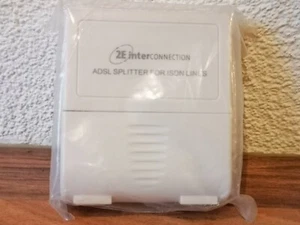 2E interCONNECTION
ADSL SPLITTER FOR ISDN LINES